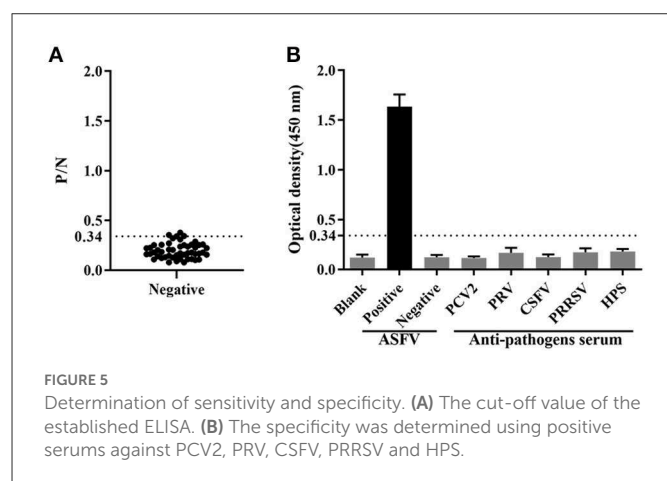 A
2.0
1.5
1.0
0.5
0.34
0.0
P/N
Negative
B
2.0
1.5
1.0
0.5
0.34
0.0
Optical density(450 nm)
Blank
Positive
Negative
PCV2
PRV
CSFV
PRRSV
HPS
ASFV
Anti-pathogens serum
FIGURE 5
Determination of sensitivity and specificity. (A) The cut-off value of the
established ELISA. (B) The specificity was determined using positive
serums against PCV2, PRV, CSFV, PRRSV and HPS.